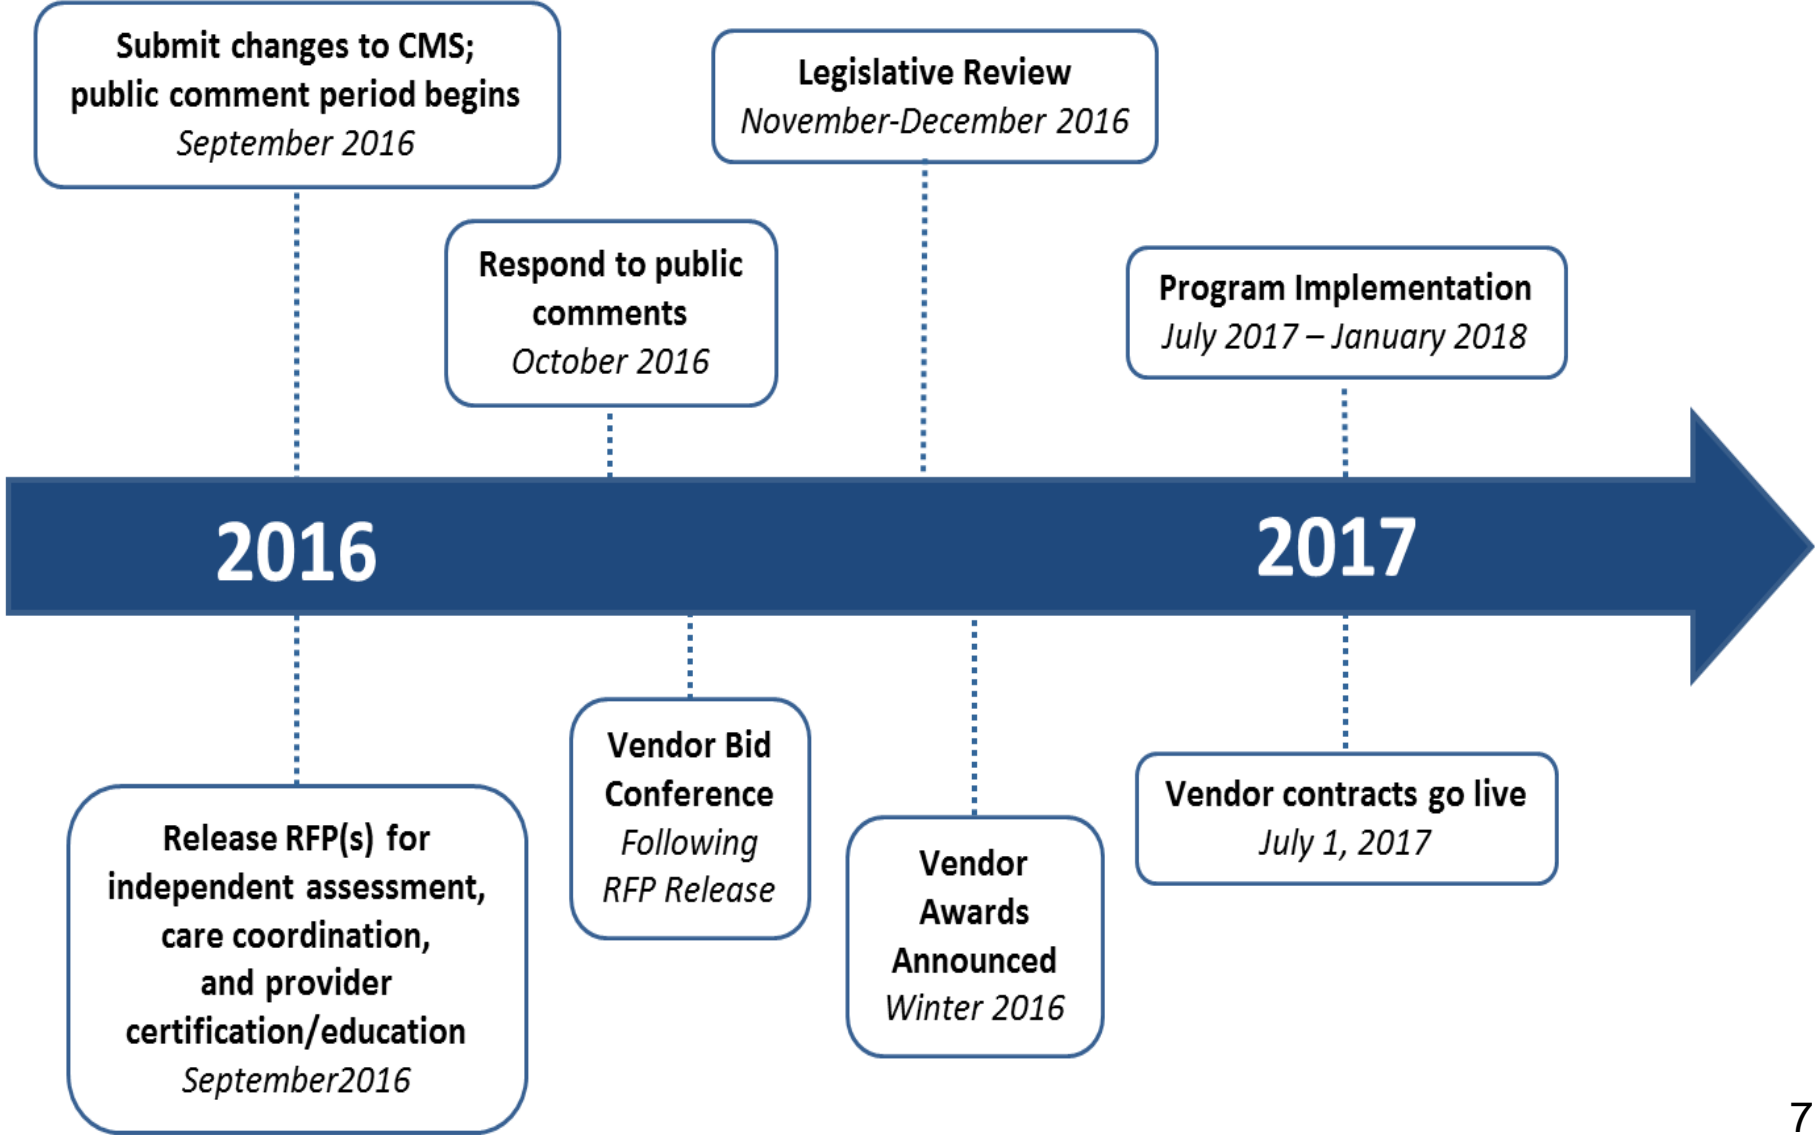 Submit changes to CMS;
public comment period begins
September 2016
Legislative Review
November-December 2016
Respond to public
comments
October 2016
Program Implementation
July 2017 – January 2018
2016
2017
Release RFP(s) for
independent assessment,
care coordination,
and provider
certification/education
September2016
Vendor Bid
Conference
Following
RFP Release
Vendor
Awards
Announced
Winter 2016
Vendor contracts go live
July 1, 2017
7